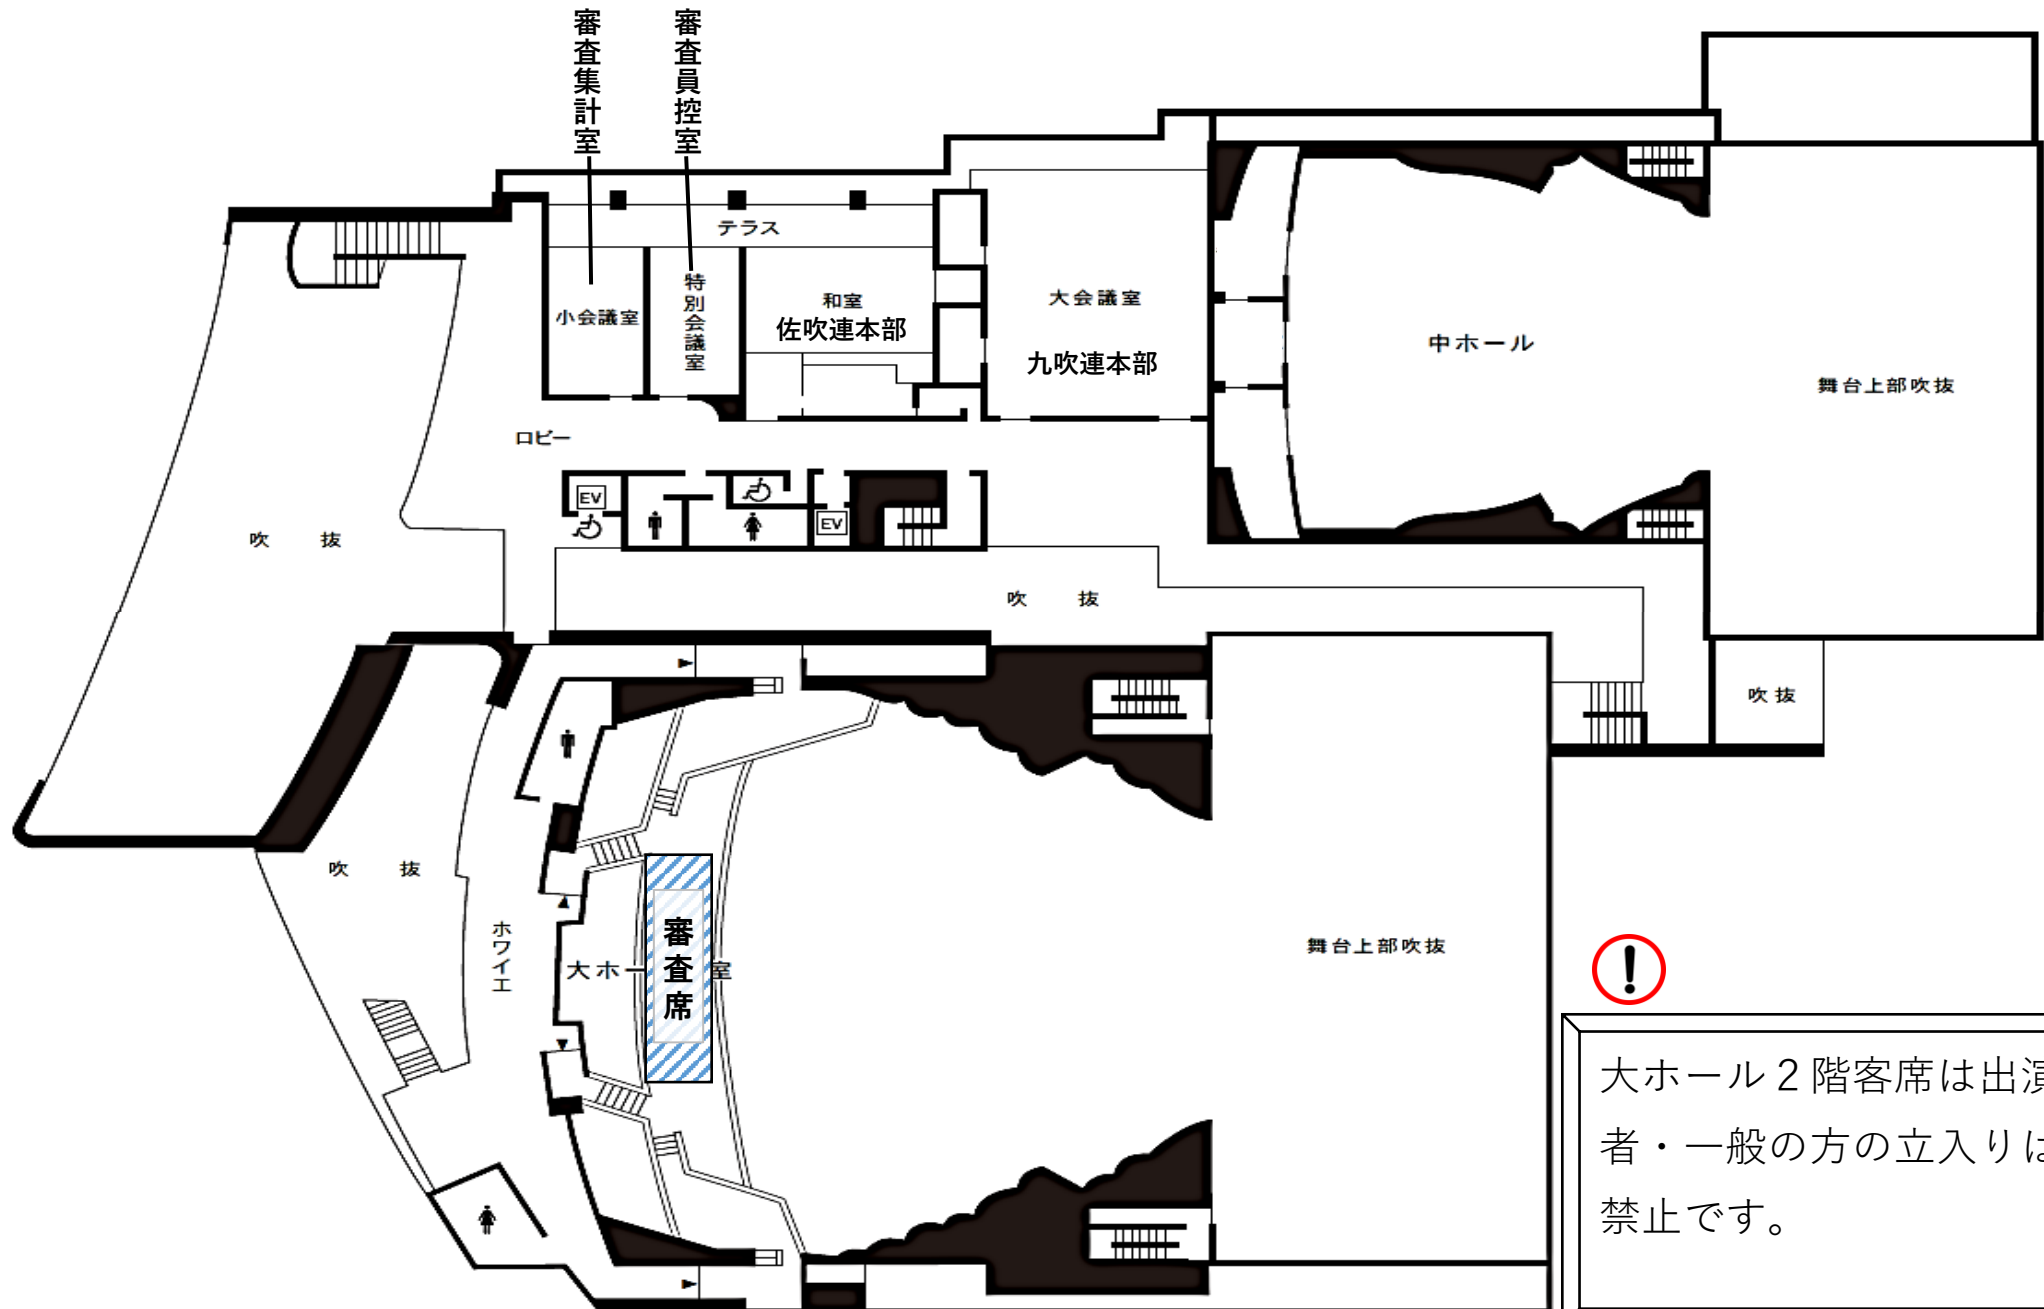 審査集計室
審査員控室
テラス
小会議室
特別会議室
和室
佐吹連本部
大会議室
九吹連本部
中ホール
舞台上部吹抜
ロビー
EV
EV
吹 抜
吹 抜
吹抜
吹 抜
ホワイエ
大ホー
室
審査席
舞台上部吹抜
!
大ホール2階客席は出演
者・一般の方の立入りは
禁止です。